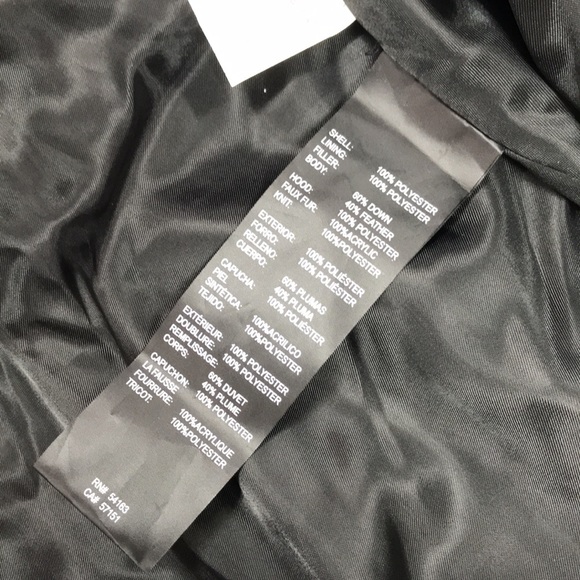 SHELL: 100% POLYESTER
LINING: 100% POLYESTER
FILLER:
BODY: 60% DOWN
40% FEATHER
HOOD: 100% POLYESTER
FAUX FUR: 100%ACRYLIC
KNIT: 100%POLYESTER
EXTERIOR: 100% POLIÉSTER
FORRO: 100% POLIÉSTER
RELLENO:
CUERPO: 60% PLUMAS
40% PLUMA
CAPUCHA: 100% POLIÉSTER
PIEL
SINTÉTICA: 100%ACRILICO
TEJIDO: 100%POLYESTER
EXTÉRIEUR: 100% POLYESTER
DOUBLURE: 100% POLYESTER
REMPLISSAGE:
CORPS: 60% DUVET
40% PLUME
CAPUCHON: 100% POLYESTER
LA FAUSSE
FOURRURE: 100%ACRYLIQUE
TRICOT: 100%POLYESTER
RN# 54163
CA# 57151